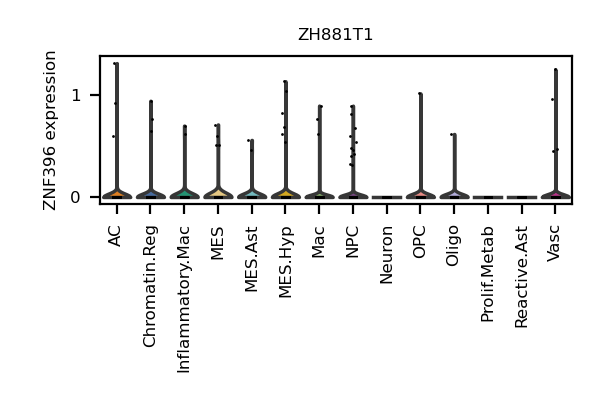 ZH881T1
ZNF396 expression
1
0
AC
Chromatin.Reg
Inflammatory.Mac
MES
MES.Ast
MES.Hyp
Mac
NPC
Neuron
OPC
Oligo
Prolif.Metab
Reactive.Ast
Vasc